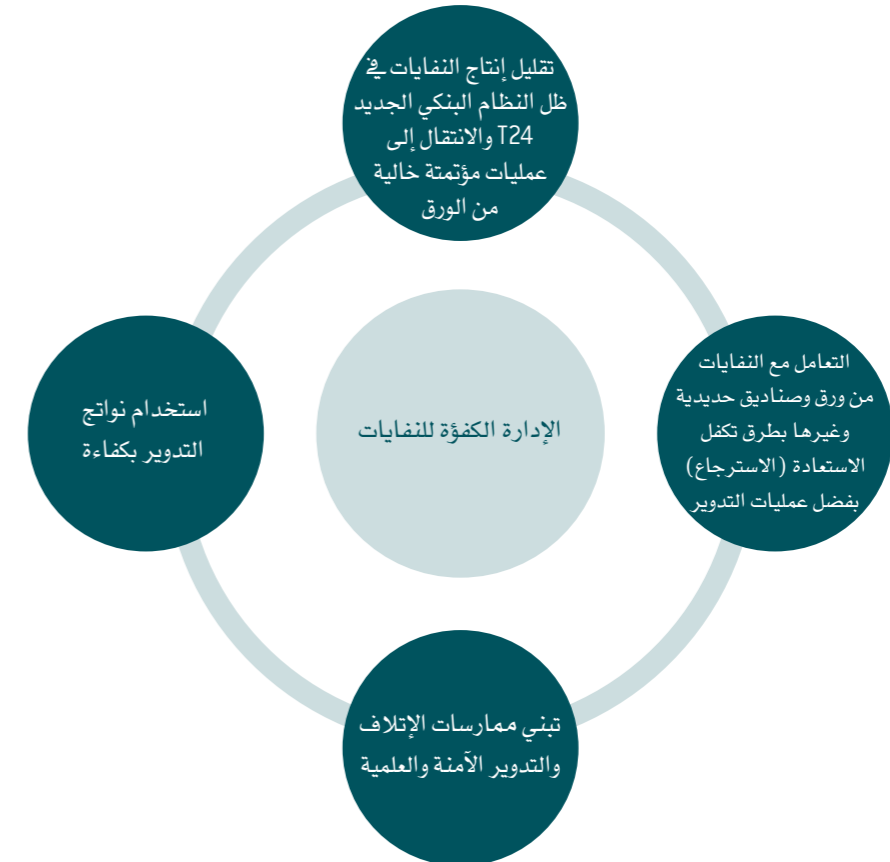 تقليل إنتاج النفايات في
ظل النظام البنكي الجديد
T24 والانتقال إلى
عمليات مؤتمتة خالية
من الورق
التعامل مع النفايات
من ورق وصناديق حديدية
وغيرها بطرق تكفل
الاستعادة (الاسترجاع)
بفضل عمليات التدوير
الإدارة الكفؤة للنفايات
استخدام نواتج
التدوير بكفاءة
تبني ممارسات الإتلاف
والتدوير الآمنة والعلمية